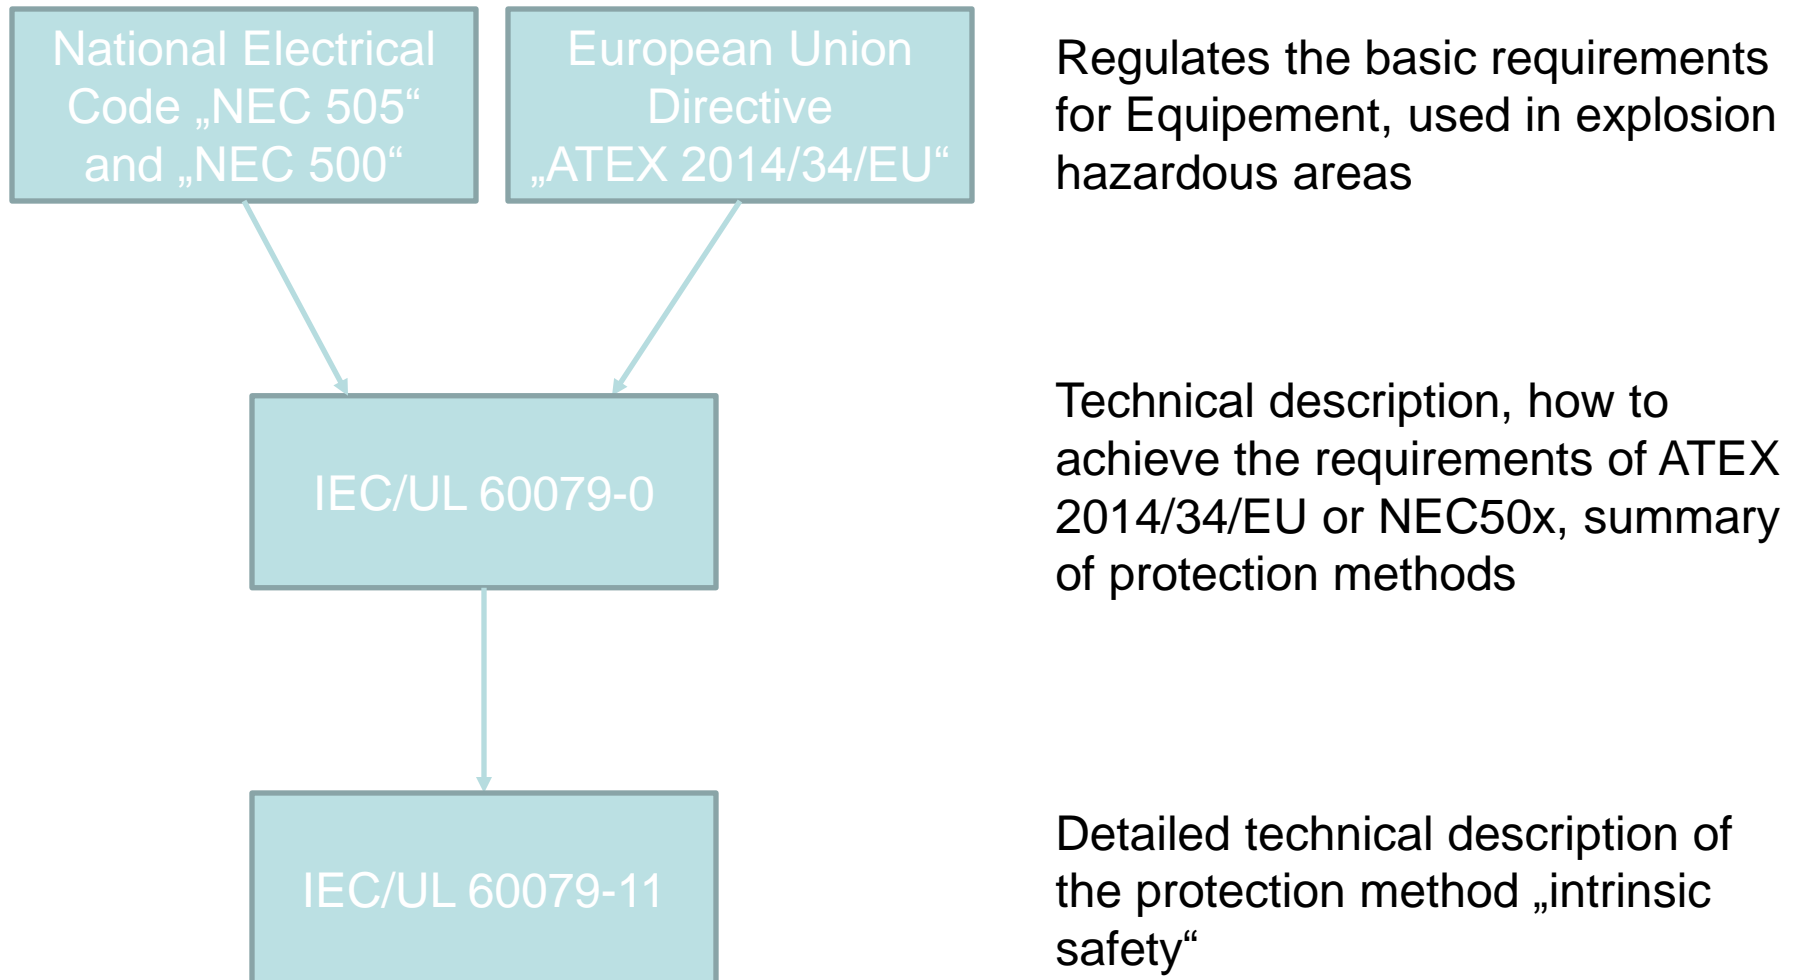 National Electrical
Code „NEC 505“
and „NEC 500“
European Union
Directive
„ATEX 2014/34/EU“
Regulates the basic requirements
for Equipement, used in explosion
hazardous areas
IEC/UL 60079-0
Technical description, how to
achieve the requirements of ATEX
2014/34/EU or NEC50x, summary
of protection methods
IEC/UL 60079-11
Detailed technical description of
the protection method „intrinsic
safety“